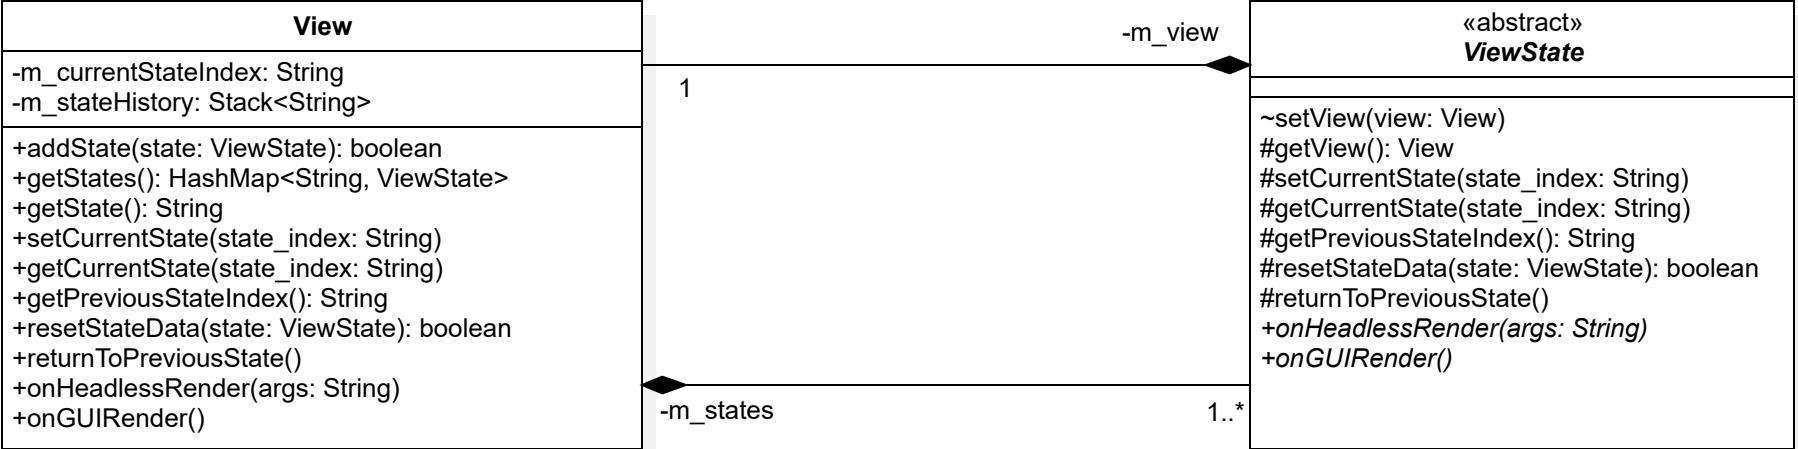 View
-m_currentStateIndex: String
-m_stateHistory: Stack<String>
+addState(state: ViewState): boolean
+getStates(): HashMap<String, ViewState>
+getState(): String
+setCurrentState(state_index: String)
+getCurrentState(state_index: String)
+getPreviousStateIndex(): String
+resetStateData(state: ViewState): boolean
+returnToPreviousState()
+onHeadlessRender(args: String)
+onGUIRender()
-m_view
1
-m_states
1..*
«abstract»
ViewState
~setView(view: View)
#getView(): View
#setCurrentState(state_index: String)
#getCurrentState(state_index: String)
#getPreviousStateIndex(): String
#resetStateData(state: ViewState): boolean
#returnToPreviousState()
+onHeadlessRender(args: String)
+onGUIRender()